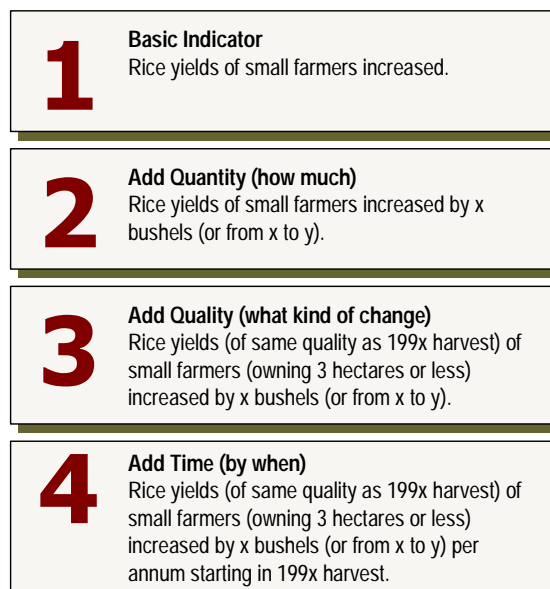 1
Basic Indicator
Rice yields of small farmers increased.
2
Add Quantity (how much)
Rice yields of small farmers increased by x
bushels (or from x to y).
3
Add Quality (what kind of change)
Rice yields (of same quality as 199x harvest) of
small farmers (owning 3 hectares or less)
increased by x bushels (or from x to y).
4
Add Time (by when)
Rice yields (of same quality as 199x harvest) of
small farmers (owning 3 hectares or less)
increased by x bushels (or from x to y) per
annum starting in 199x harvest.